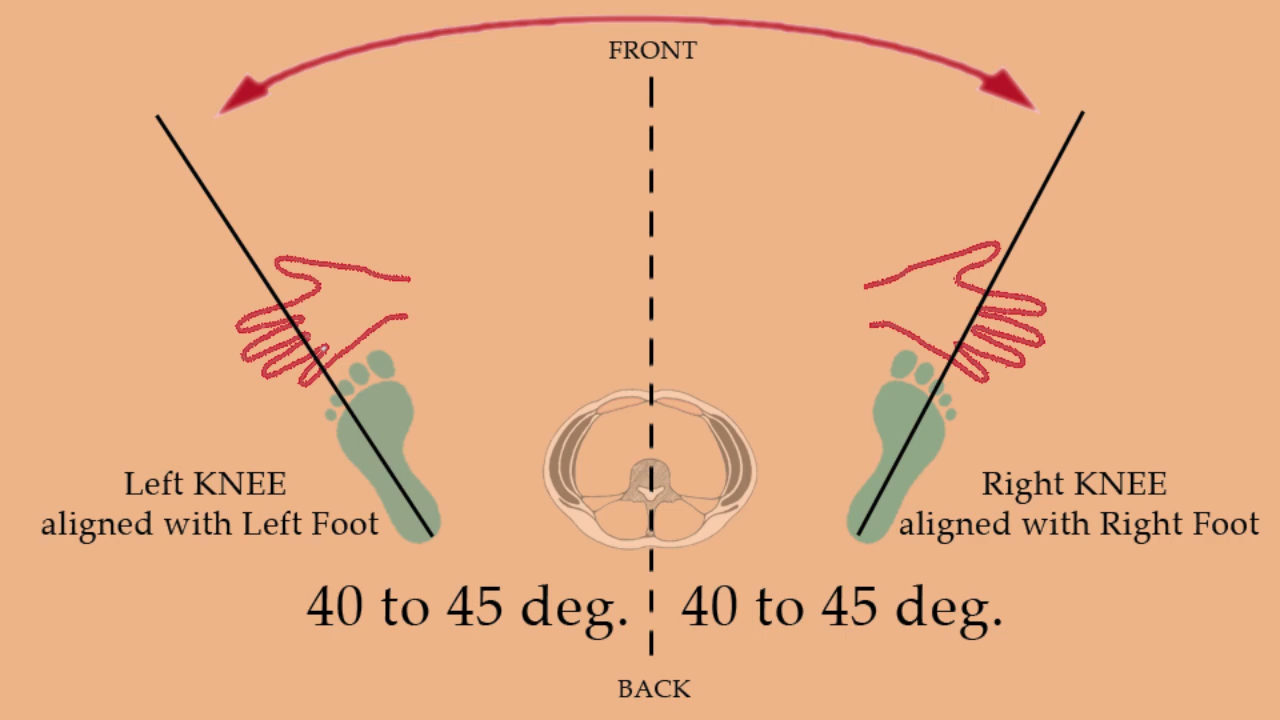 FRONT
Left KNEE
aligned with Left Foot
Right KNEE
aligned with Right Foot
40 to 45 deg.
40 to 45 deg.
BACK